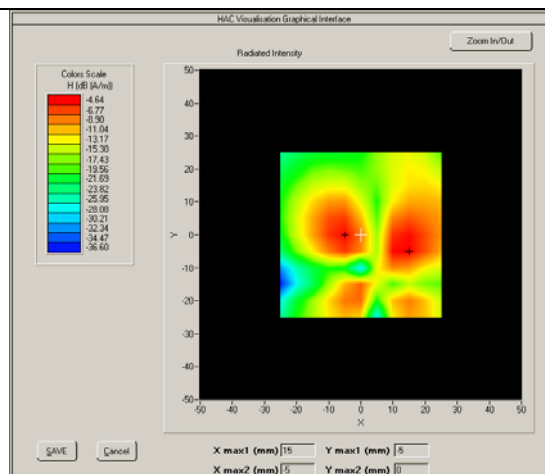 HAC Visualisation Graphical Interface
Zoom In/Out
Radiated Intensity
Colors Scale
H (dB (A/m))
-4.64
-6.77
-8.90
-11.04
-13.17
-15.30
-17.43
-19.56
-21.69
-23.82
-25.95
-28.08
-30.21
-32.34
-34.47
-36.60
50
40
30
20
10
0
-10
-20
-30
-40
-50
Y
-50 -40 -30 -20 -10 0 10 20 30 40 50
X
SAVE Cancel
X max1 (mm) 15 Y max1 (mm) -5
X max2 (mm) -5 Y max2 (mm) 0